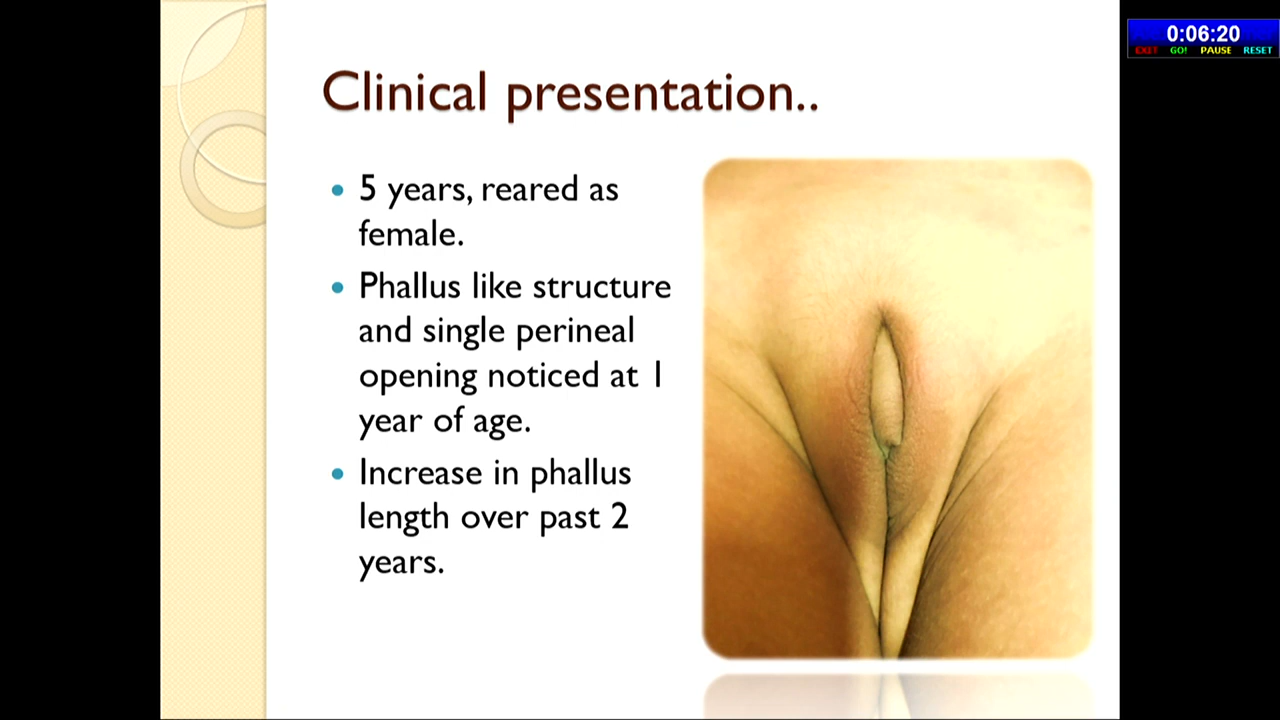 Clinical presentation..
0:06:20
EXIT GO! PAUSE RESET
5 years, reared as
female.
Phallus like structure
and single perineal
opening noticed at 1
year of age.
Increase in phallus
length over past 2
years.